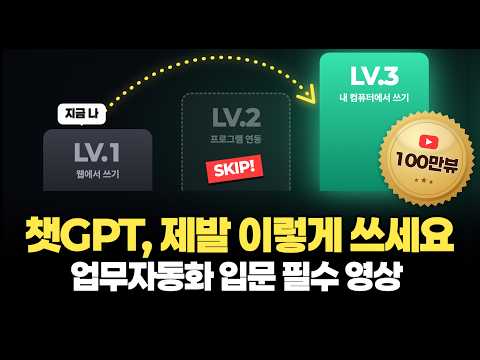 지금 나
LV.1
웹에서 쓰기
LV.2
프로그램 연동
SKIP!
LV.3
내 컴퓨터에서 쓰기
100만뷰
챗GPT, 제발 이렇게 쓰세요
업무자동화 입문 필수 영상